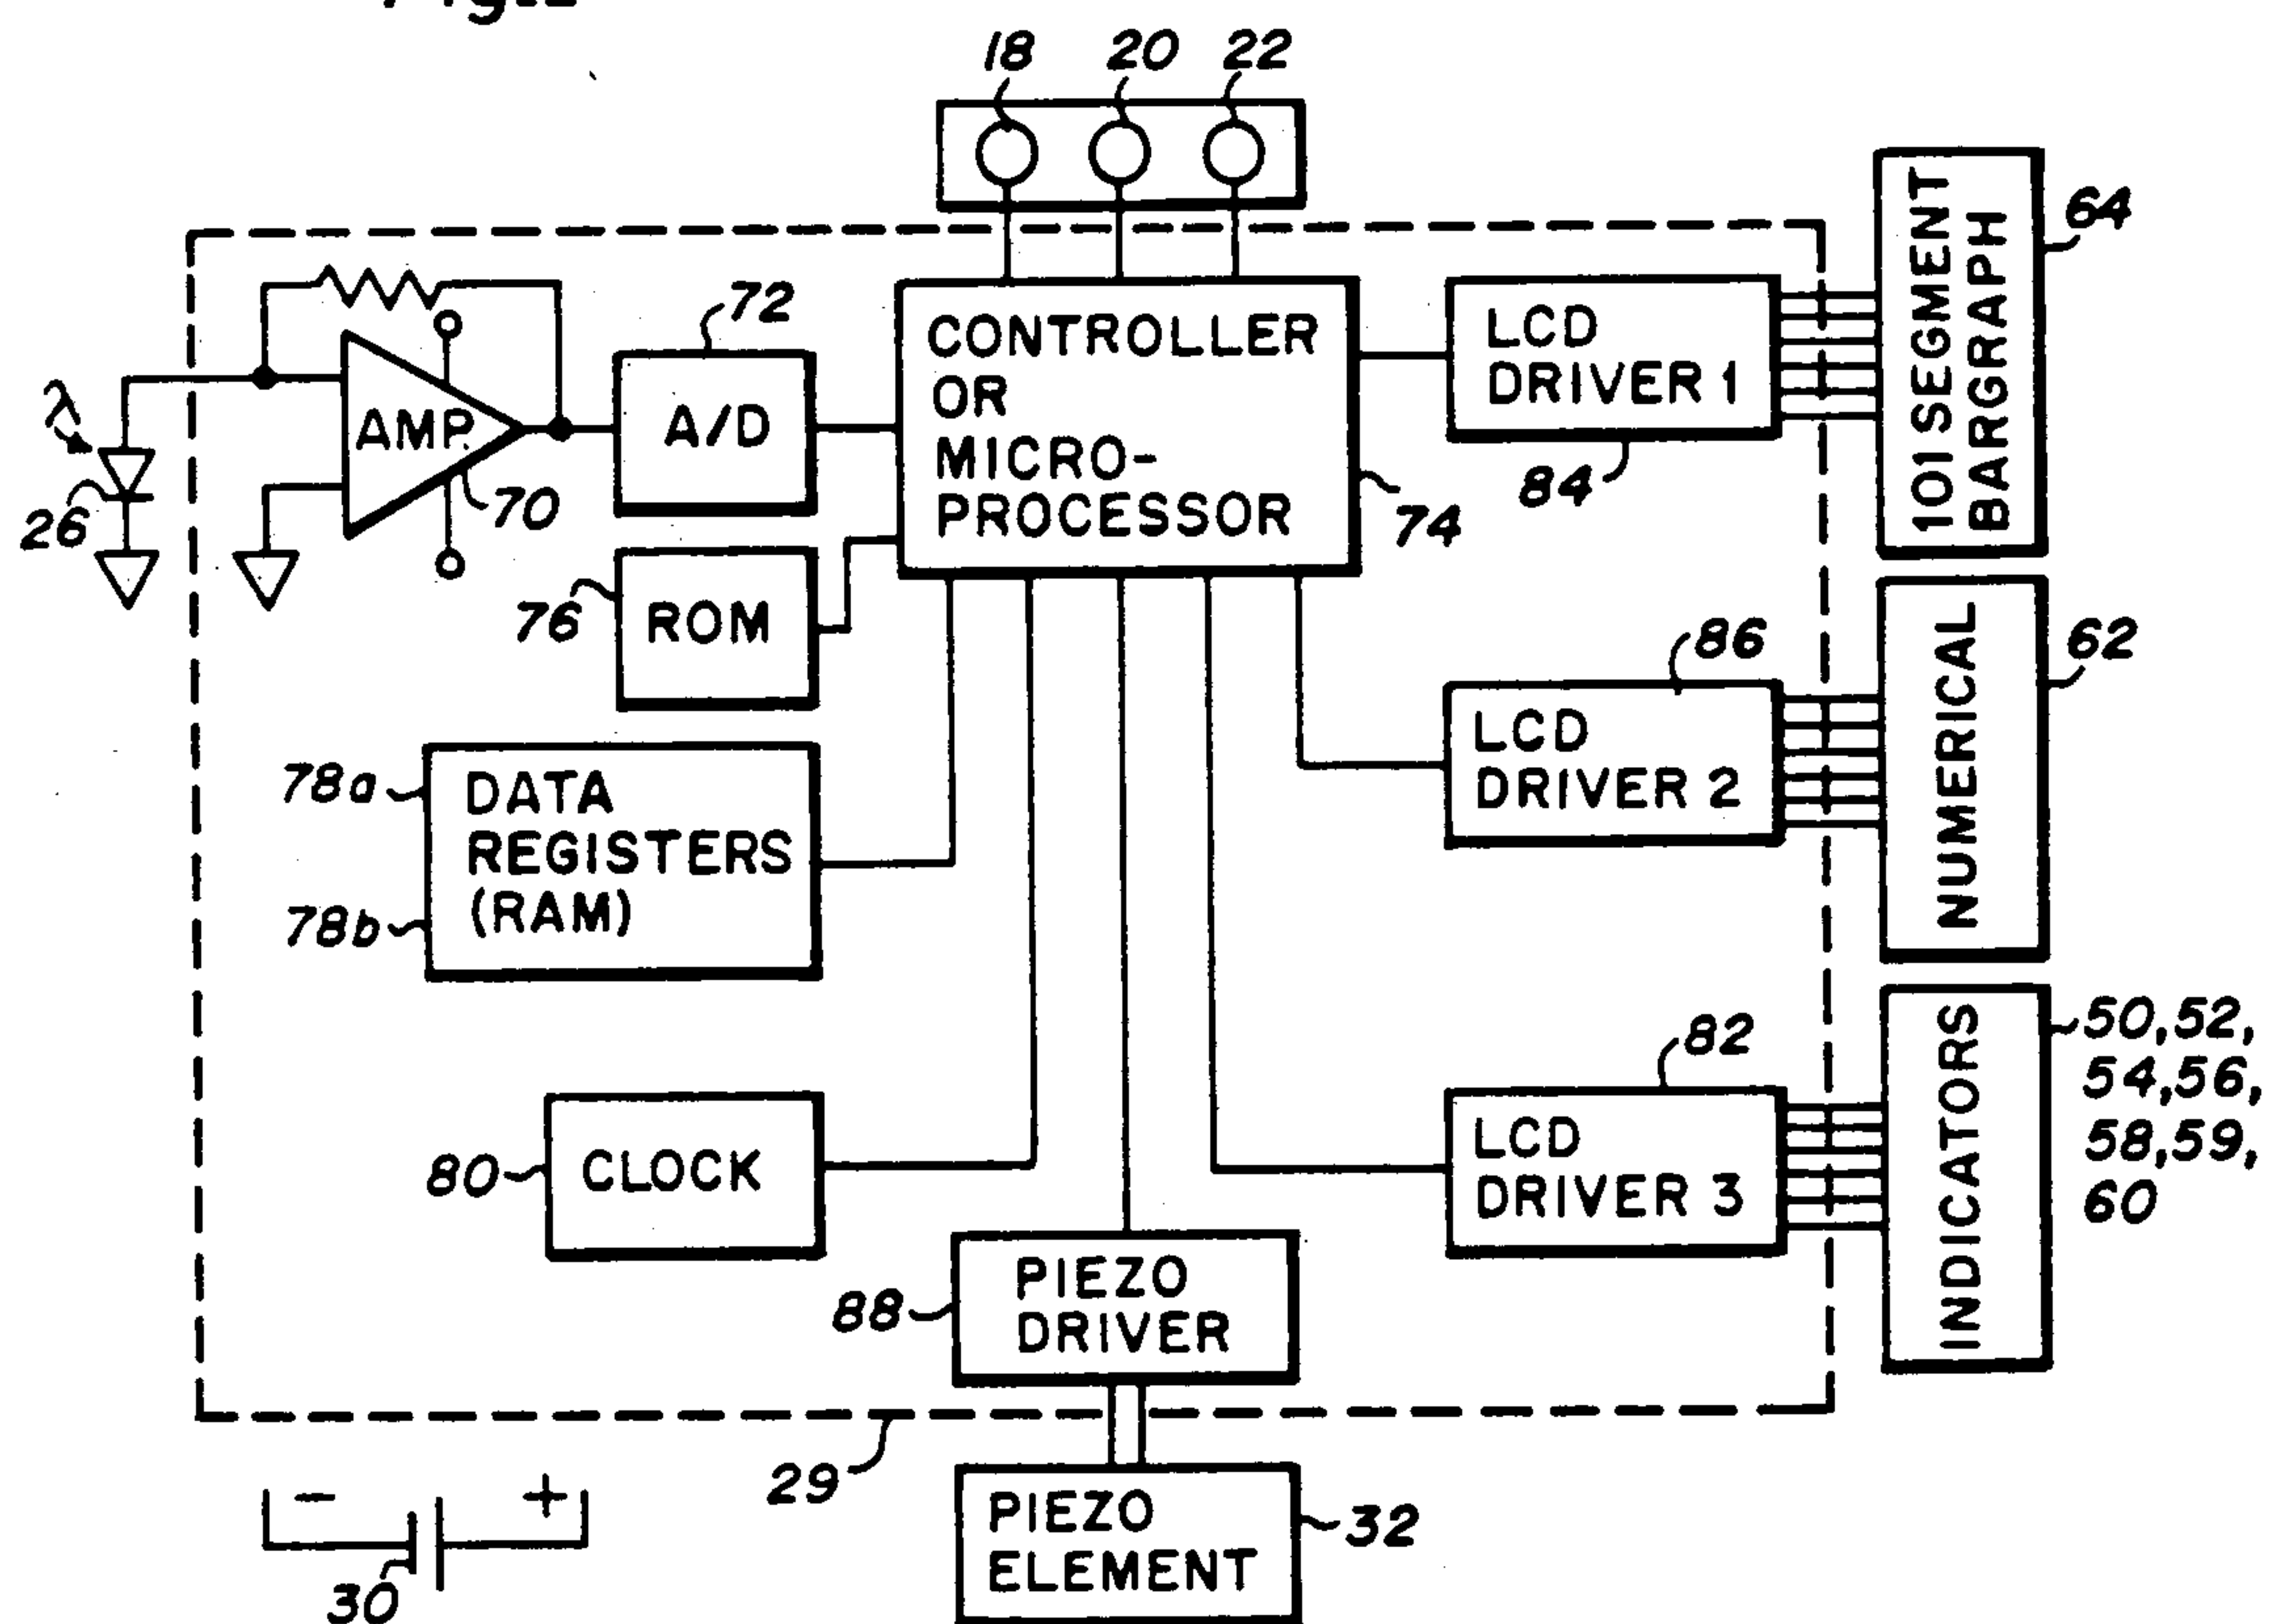 18 20 22
64
101 SEGMENT
BARGRAPH
72
CONTROLLER
OR
MICRO-
PROCESSOR
74
LCD
DRIVER 1
84
λ
AMP.
70
A/D
26
76
ROM
86
62
NUMERICAL
LCD
DRIVER 2
78a
DATA
REGISTERS
(RAM)
78b
82
LCD
DRIVER 3
INDICATORS
50,52,
54,56,
58,59,
60
80
CLOCK
88
PIEZO
DRIVER
29
- +
30
PIEZO
ELEMENT
32